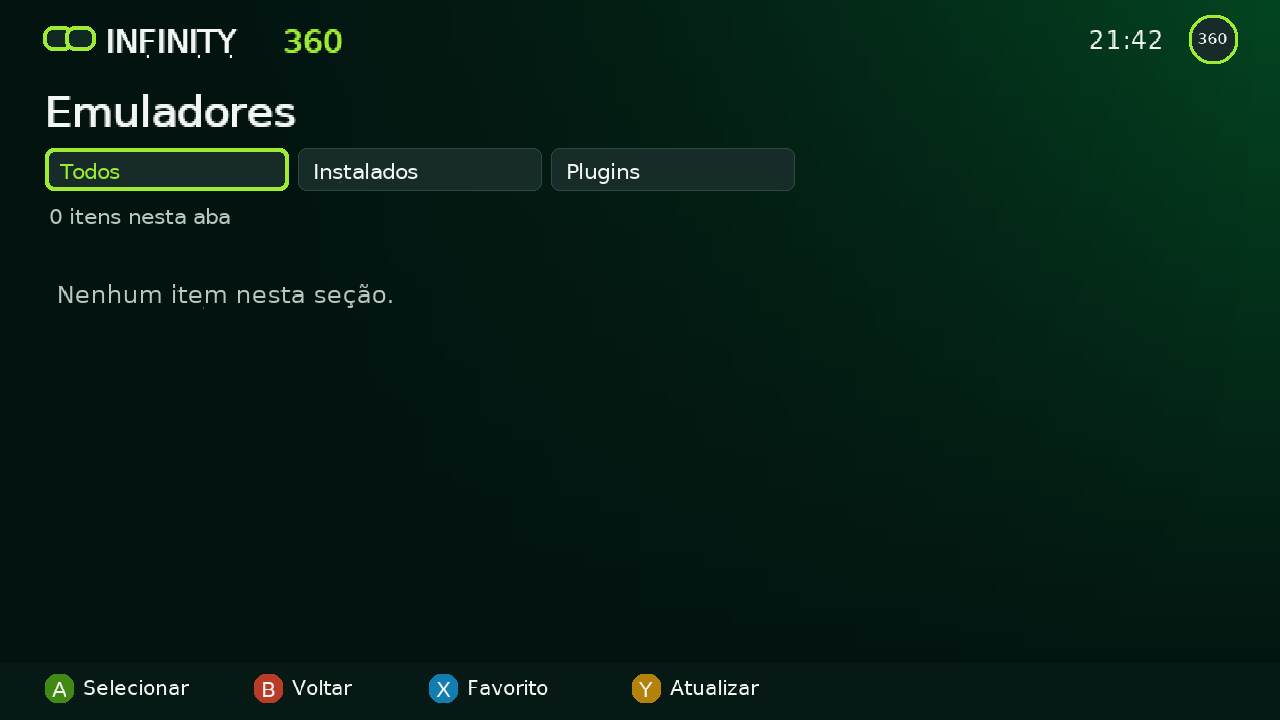 INFINITY 360
21:42
360
Emuladores
Todos
Instalados
Plugins
0 itens nesta aba
Nenhum item nesta seção.
A Selecionar
B Voltar
X Favorito
Y Atualizar